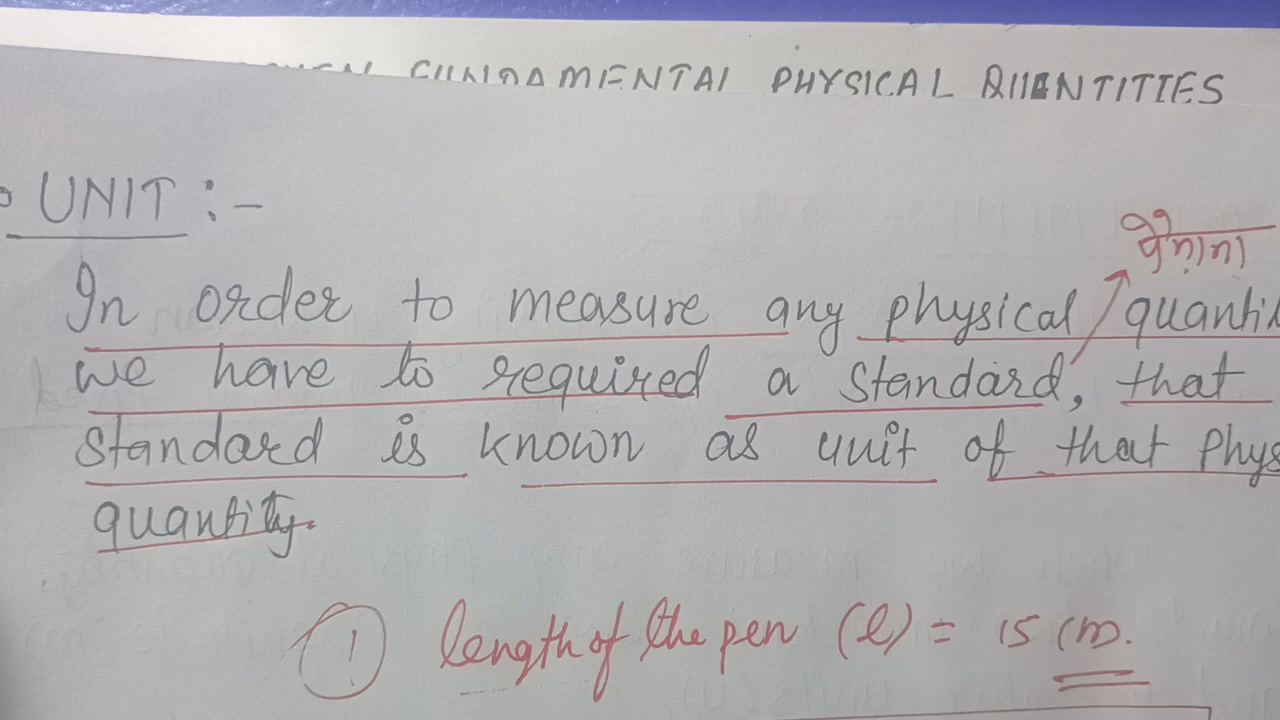 FUNDAMENTAL PHYSICAL QUANTITIES
UNIT :-
पैमाना
In order to measure any physical quanti
we have to required a standard, that
standard is known as unit of that Phys
quantity.
1 length of the pen (l) = 15 cm.